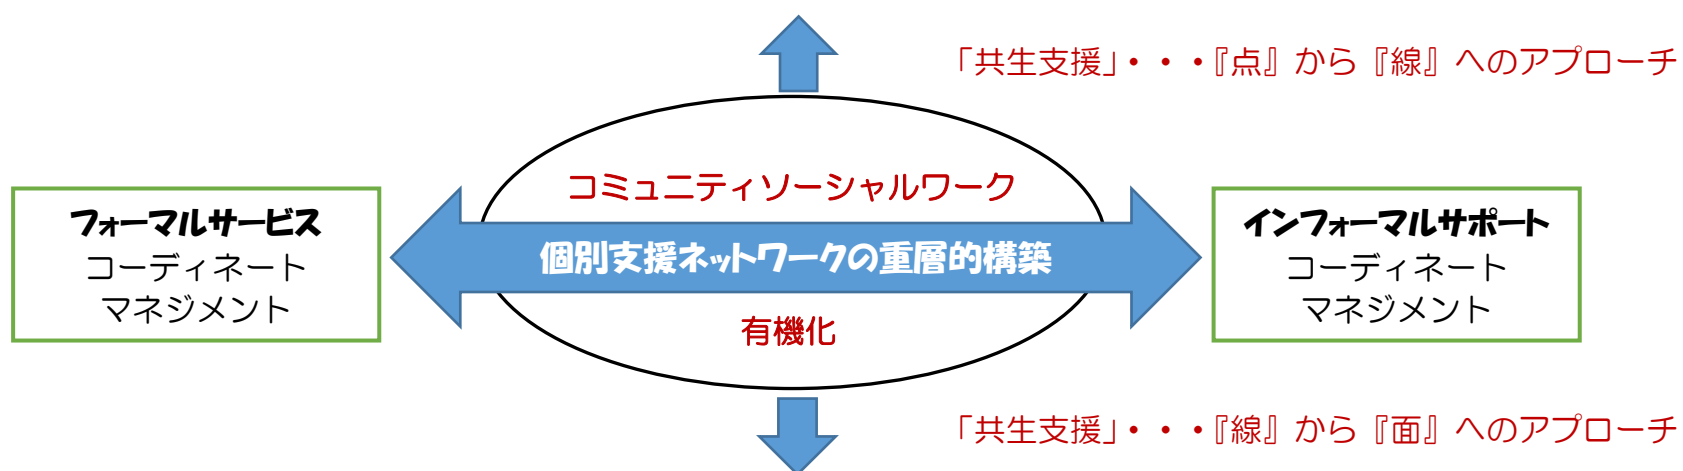 「共生支援」・・・『点』から『線』へのアプローチ
コミュニティソーシャルワーク
フォーマルサービス
コーディネート
マネジメント
個別支援ネットワークの重層的構築
インフォーマルサポート
コーディネート
マネジメント
有機化
「共生支援」・・・『線』から『面』へのアプローチ